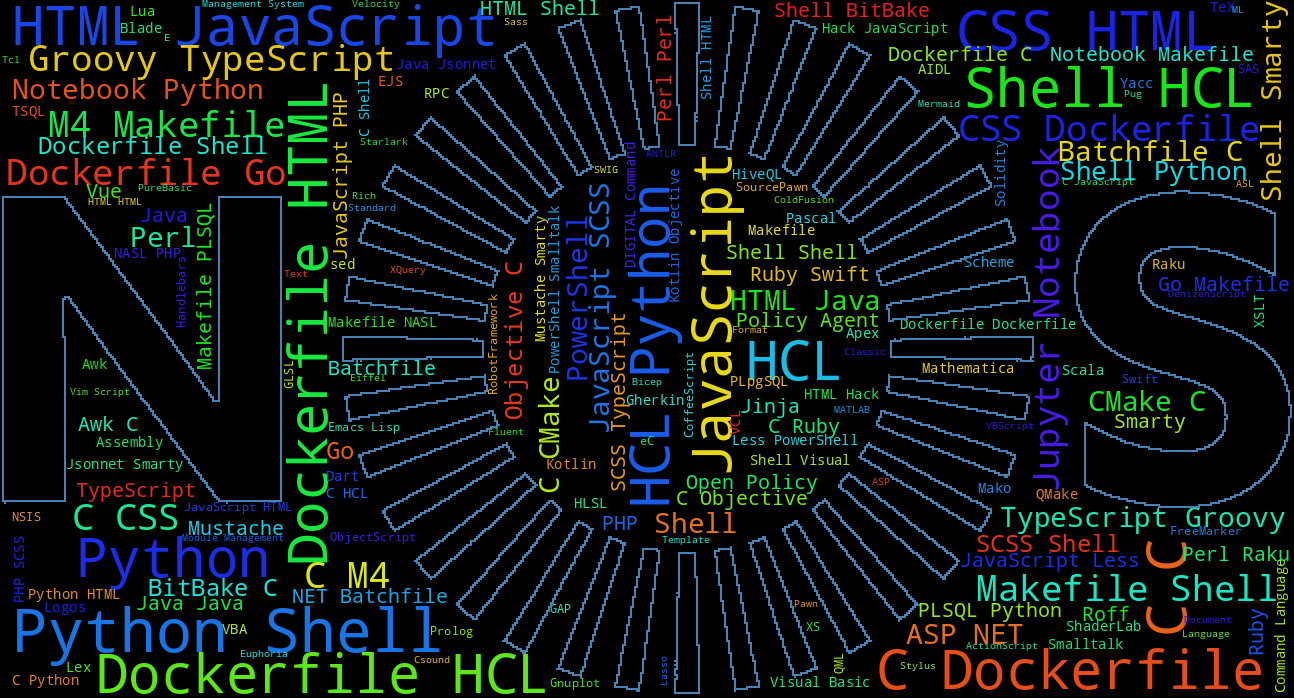 HTML JavaScript
Lua
Blade
E
Management System
Velocity
HTML Shell
Sass
Shell BitBake
Hack JavaScript
CSS HTML
TeX
ML
Shell Smarty
Tcl
Groovy TypeScript
Java Jsonnet
EJS
RPC
Perl Perl
Shell HTML
Dockerfile C
Notebook Makefile
AIDL
SAS
Yacc
Pug
Mermaid
Shell HCL
Notebook Python
TSQL
M4 Makefile
Dockerfile Shell
Dockerfile Go
Dockerfile HTML
JavaScript PHP
C Shell
Starlark
CSS Dockerfile
Batchfile C
Shell Python
C JavaScript
ASL
Solidity
Jupyter Notebook
Vue
PureBasic
HTML HTML
Java
Perl
NASL PHP
Handlebars
Makefile PLSQL
Rich
Standard
sed
Text
XQuery
SWIG
ANTLR
DIGITAL Command
Kotlin Objective
HiveQL
SourcePawn
ColdFusion
Pascal
Makefile
Shell Shell
Ruby Swift
HTML Java
Policy Agent
Format
Apex
Classic
Scheme
Dockerfile Dockerfile
Mathematica
Scala
Raku
Go Makefile
DenizenScript
XSLT
Swift
CMake C
Smarty
Makefile NASL
Batchfile
Eiffel
GLSL
RobotFramework
Objective C
Mustache Smarty
PowerShell Smalltalk
PowerShell
JavaScript SCSS
SCSS TypeScript
C CMake
HCL Python
JavaScript
HCL
Bicep
Gherkin
CoffeeScript
PLpgSQL
HTML Hack
Jinja
MATLAB
VCL
C Ruby
Less PowerShell
eC
VBScript
Awk
Vim Script
Awk C
Assembly
Jsonnet Smarty
TypeScript
Emacs Lisp
Go
Dart
C HCL
Fluent
Kotlin
Shell Visual
Open Policy
ASP
C Objective
HLSL
PHP
Shell
Template
Mako
QMake
TypeScript Groovy
FreeMarker
SCSS Shell
JavaScript Less
C C
Perl Raku
NSIS
C CSS
JavaScript HTML
Mustache
Module Management
ObjectScript
PHP SCSS
Python
C M4
BitBake C
NET Batchfile
Python HTML
Logos
Java Java
Makefile Shell
GAP
Pawn
XS
PLSQL Python
Roff
ShaderLab
Document
Language
Ruby
Command Language
Python Shell
VBA
Prolog
ASP NET
ActionScript
Smalltalk
Euphoria
Csound
Lex
C Python
Dockerfile HCL
Gnuplot
Lasso
QML
Visual Basic
Stylus
C Dockerfile